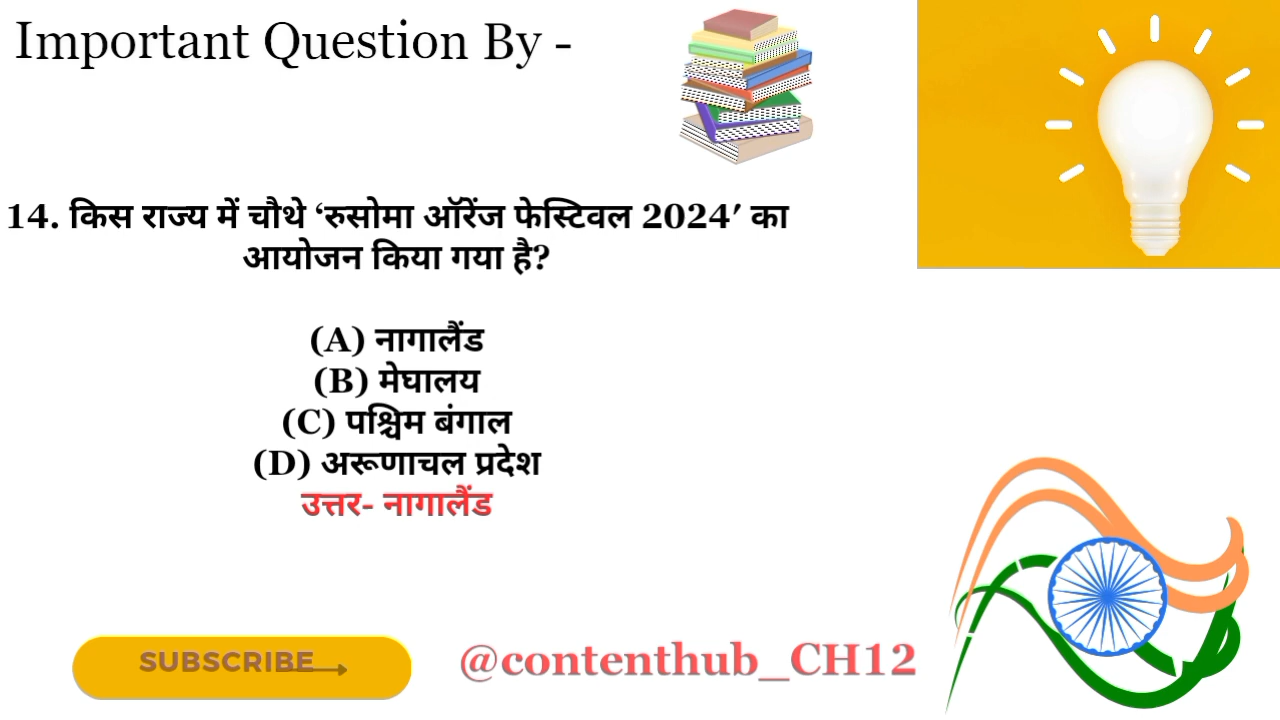 Important Question By -
14. किस राज्य में चौथे ‘रुसोमा ऑरेंज फेस्टिवल 2024′ का
आयोजन किया गया है?
(A) नागालैंड
(B) मेघालय
(C) पश्चिम बंगाल
(D) अरूणाचल प्रदेश
उत्तर- नागालैंड
SUBSCRIBE
@contenthub_CH12